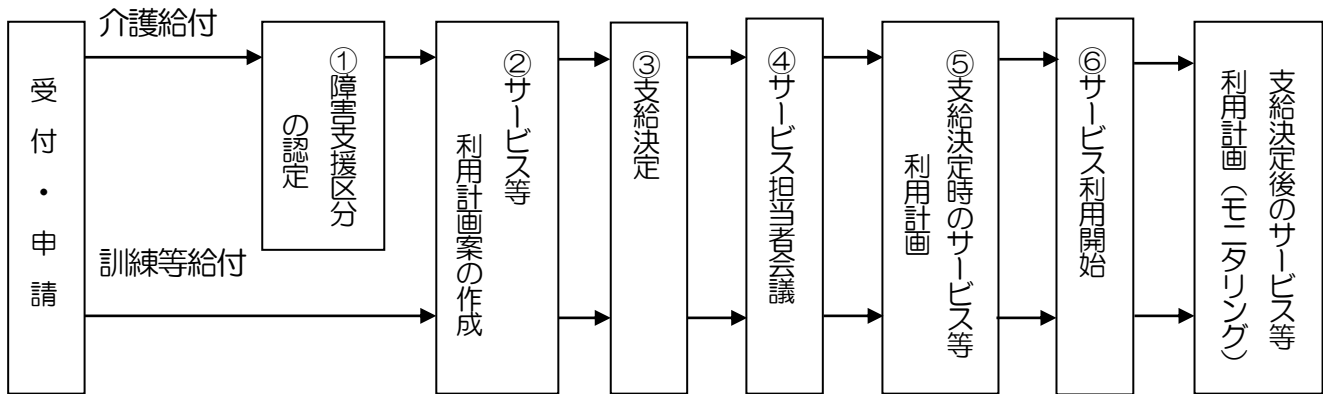 受付・申請
介護給付
訓練等給付
①障害支援区分
の認定
②サービス等
利用計画案の作成
③支給決定
④サービス担当者会議
⑤支給決定時のサービス等
利用計画
⑥サービス利用開始
支給決定後のサービス等
利用計画（モニタリング）